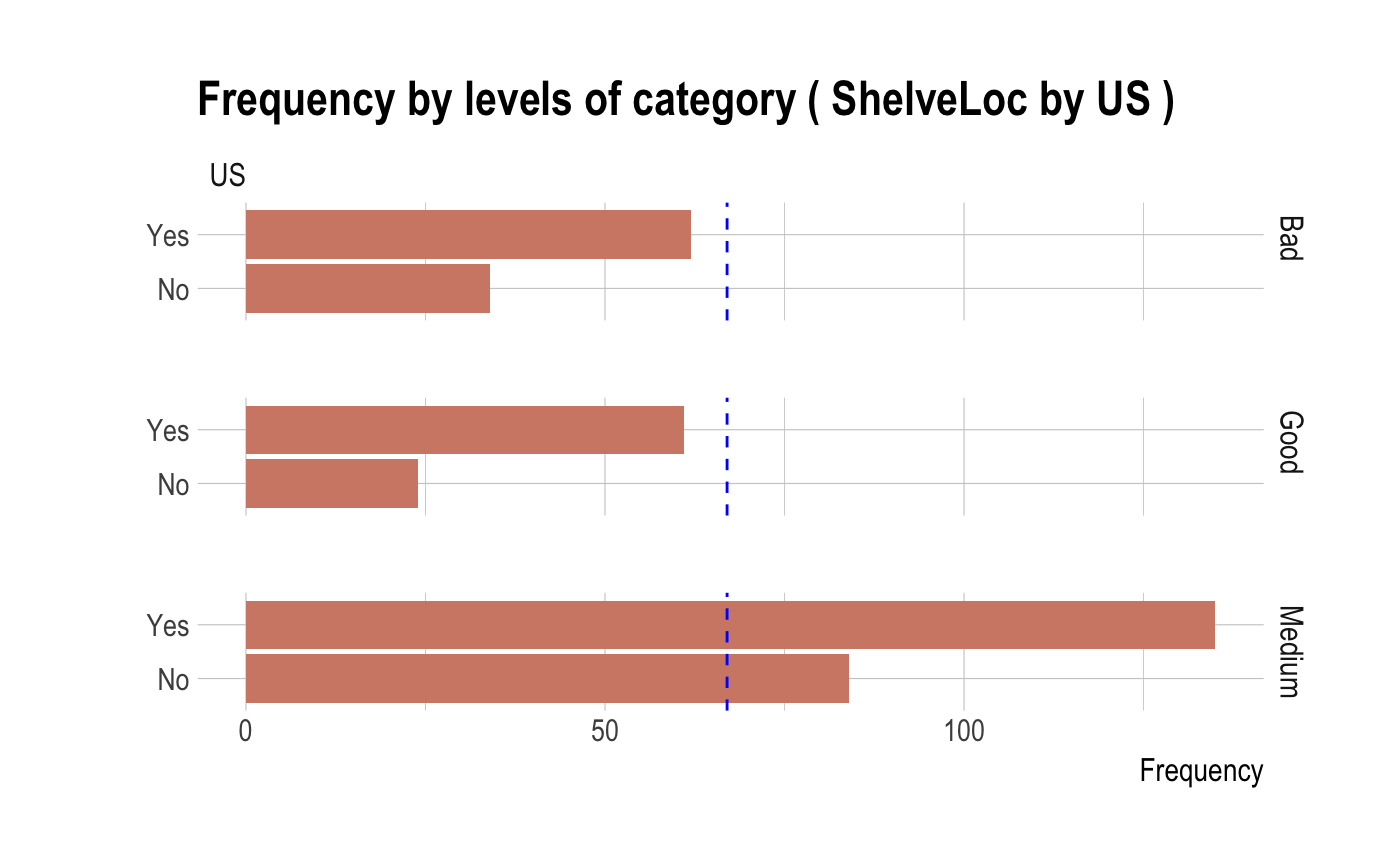 Frequency by levels of category ( ShelveLoc by US )
US
Yes
No
Bad
Yes
No
Good
Yes
No
Medium
0 50 100
Frequency